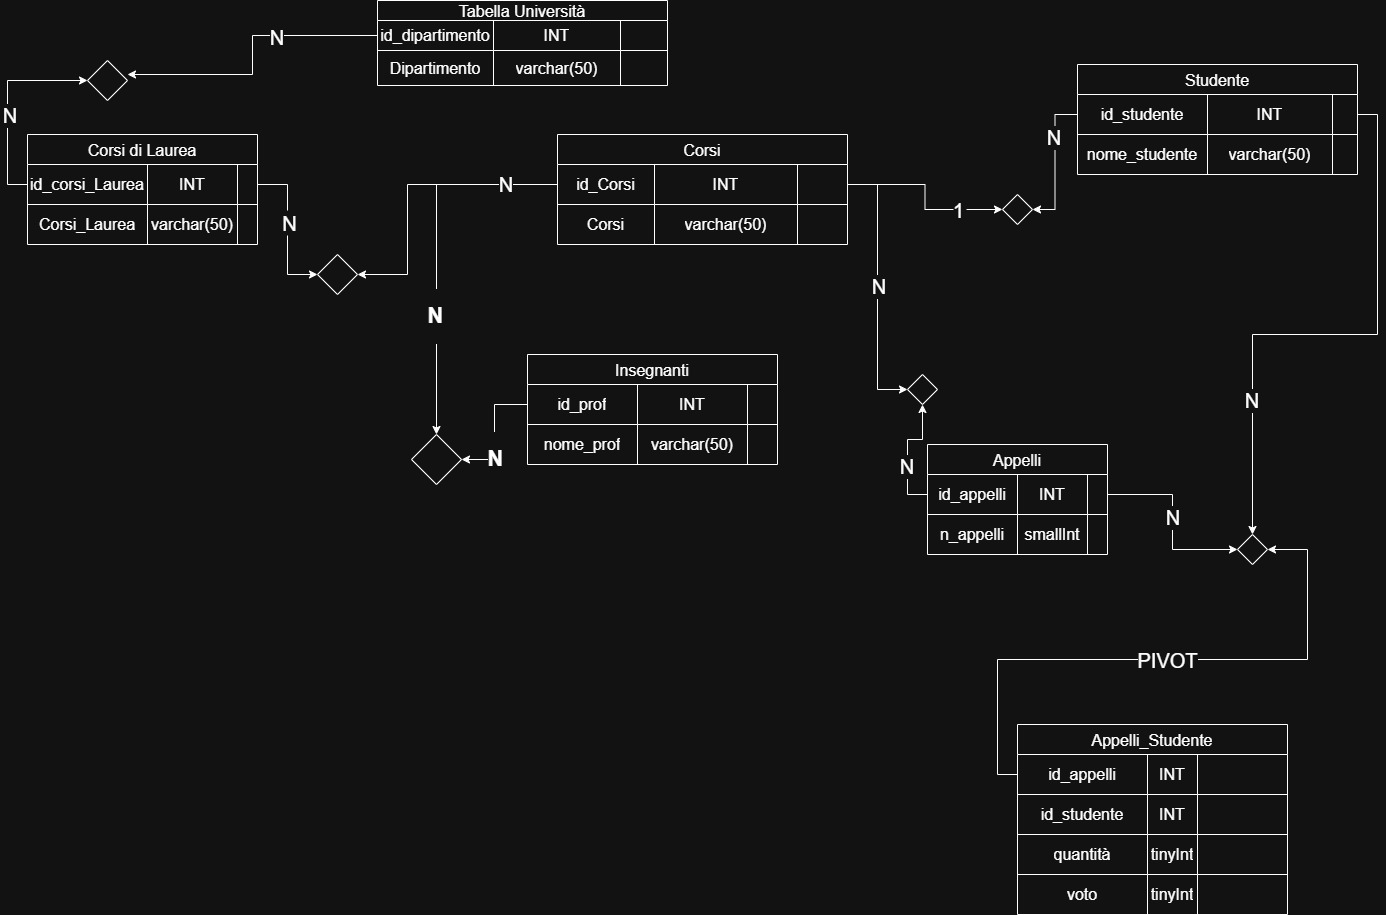 Tabella Università
id_dipartimento INT
Dipartimento varchar(50)
N
N
Corsi di Laurea
id_corsi_Laurea INT
Corsi_Laurea varchar(50)
N
N
Corsi
id_Corsi INT
Corsi varchar(50)
Studente
id_studente INT
nome_studente varchar(50)
N
1
N
N
Insegnanti
id_prof INT
nome_prof varchar(50)
N
N
Appelli
id_appelli INT
n_appelli smallInt
N
N
N
PIVOT
Appelli_Studente
id_appelli INT
id_studente INT
quantità tinyInt
voto tinyInt